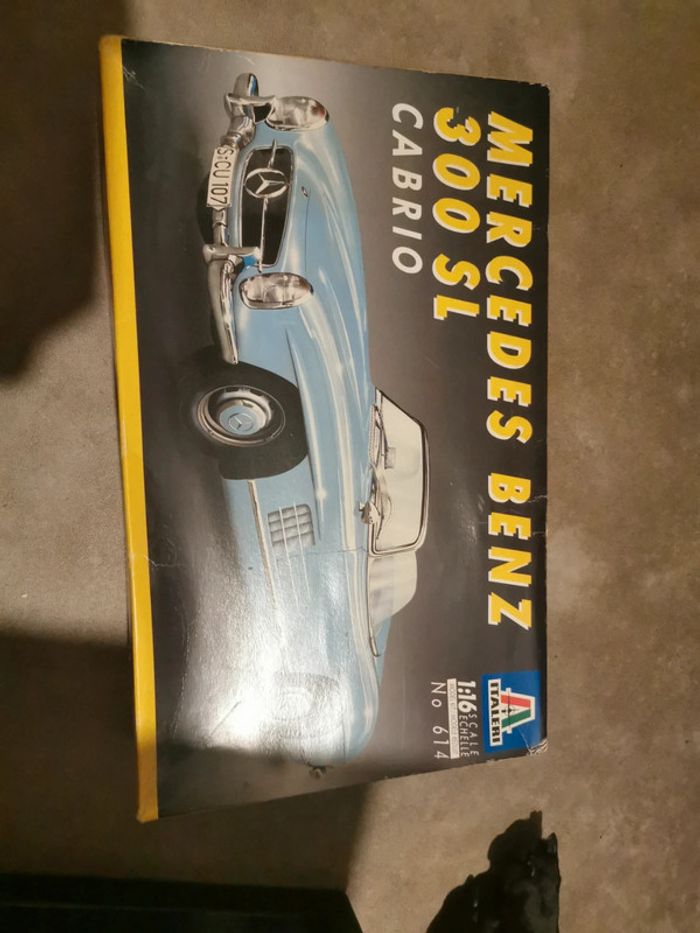 MERCEDES BENZ
300 SL
CABRIO
ITALERI
1:16 SCALE
ECHELLE
No 614
S·CU 107